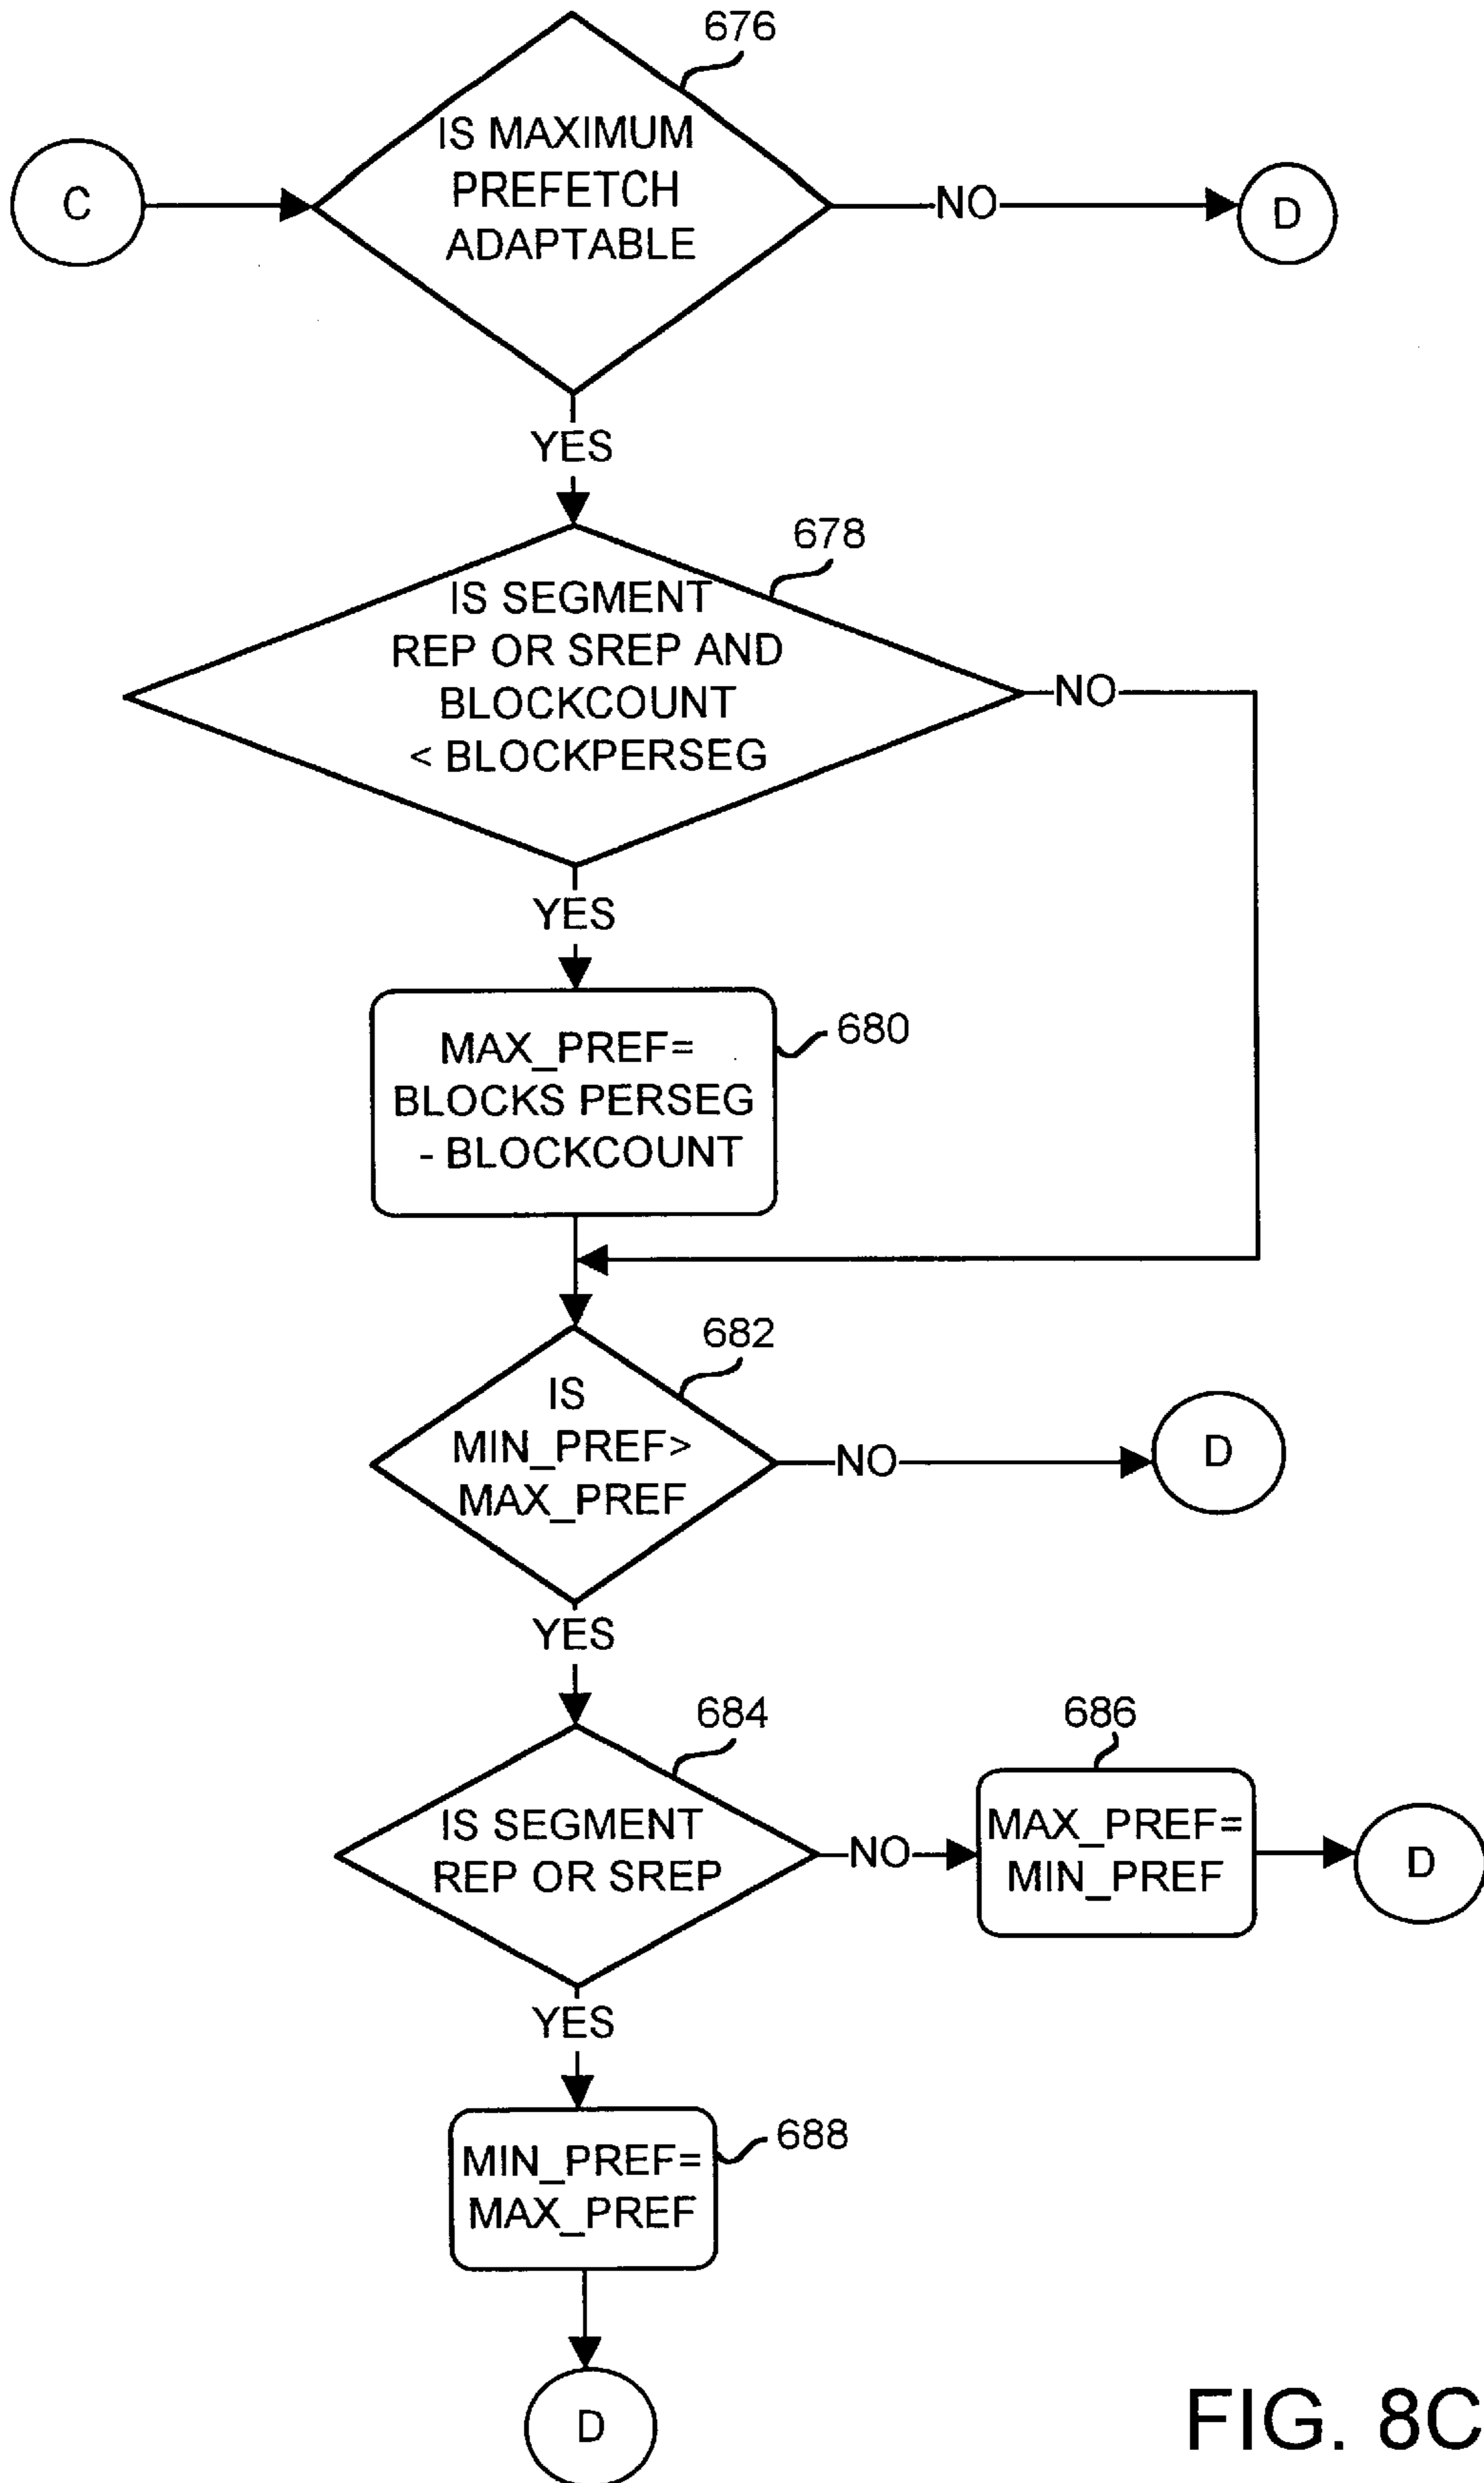 676
IS MAXIMUM
PREFETCH
ADAPTABLE
C
NO
D
YES
678
IS SEGMENT
REP OR SREP AND
BLOCKCOUNT
< BLOCKPERSEG
NO
YES
680
MAX_PREF=
BLOCKS PERSEG
- BLOCKCOUNT
682
IS
MIN_PREF>
MAX_PREF
NO
D
YES
684
IS SEGMENT
REP OR SREP
NO
686
MAX_PREF=
MIN_PREF
D
YES
688
MIN_PREF=
MAX_PREF
D
FIG. 8C